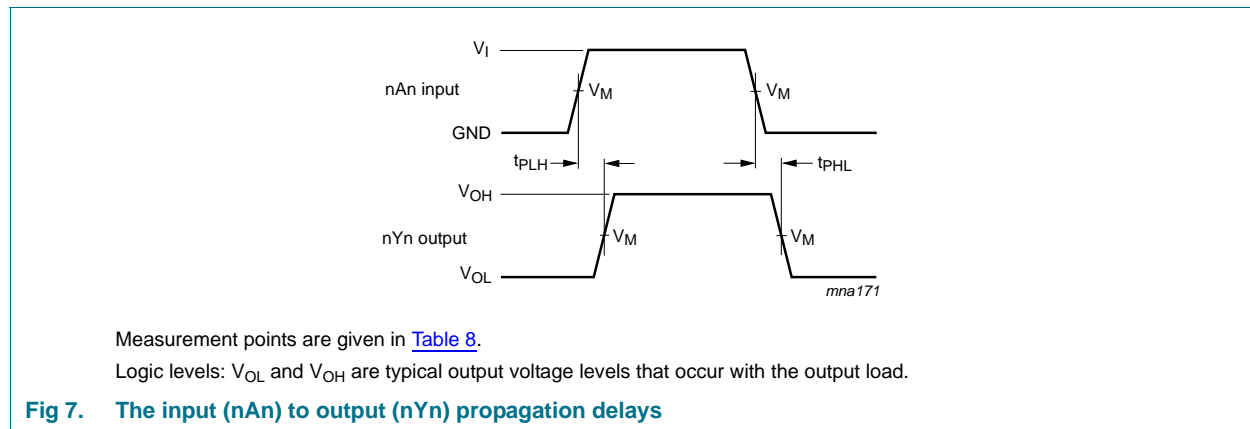 V_I
nAn input
V_M V_M
GND
t_PLH t_PHL
V_OH
nYn output
V_M V_M
V_OL
mna171
Measurement points are given in Table 8.
Logic levels: V_OL and V_OH are typical output voltage levels that occur with the output load.
Fig 7. The input (nAn) to output (nYn) propagation delays